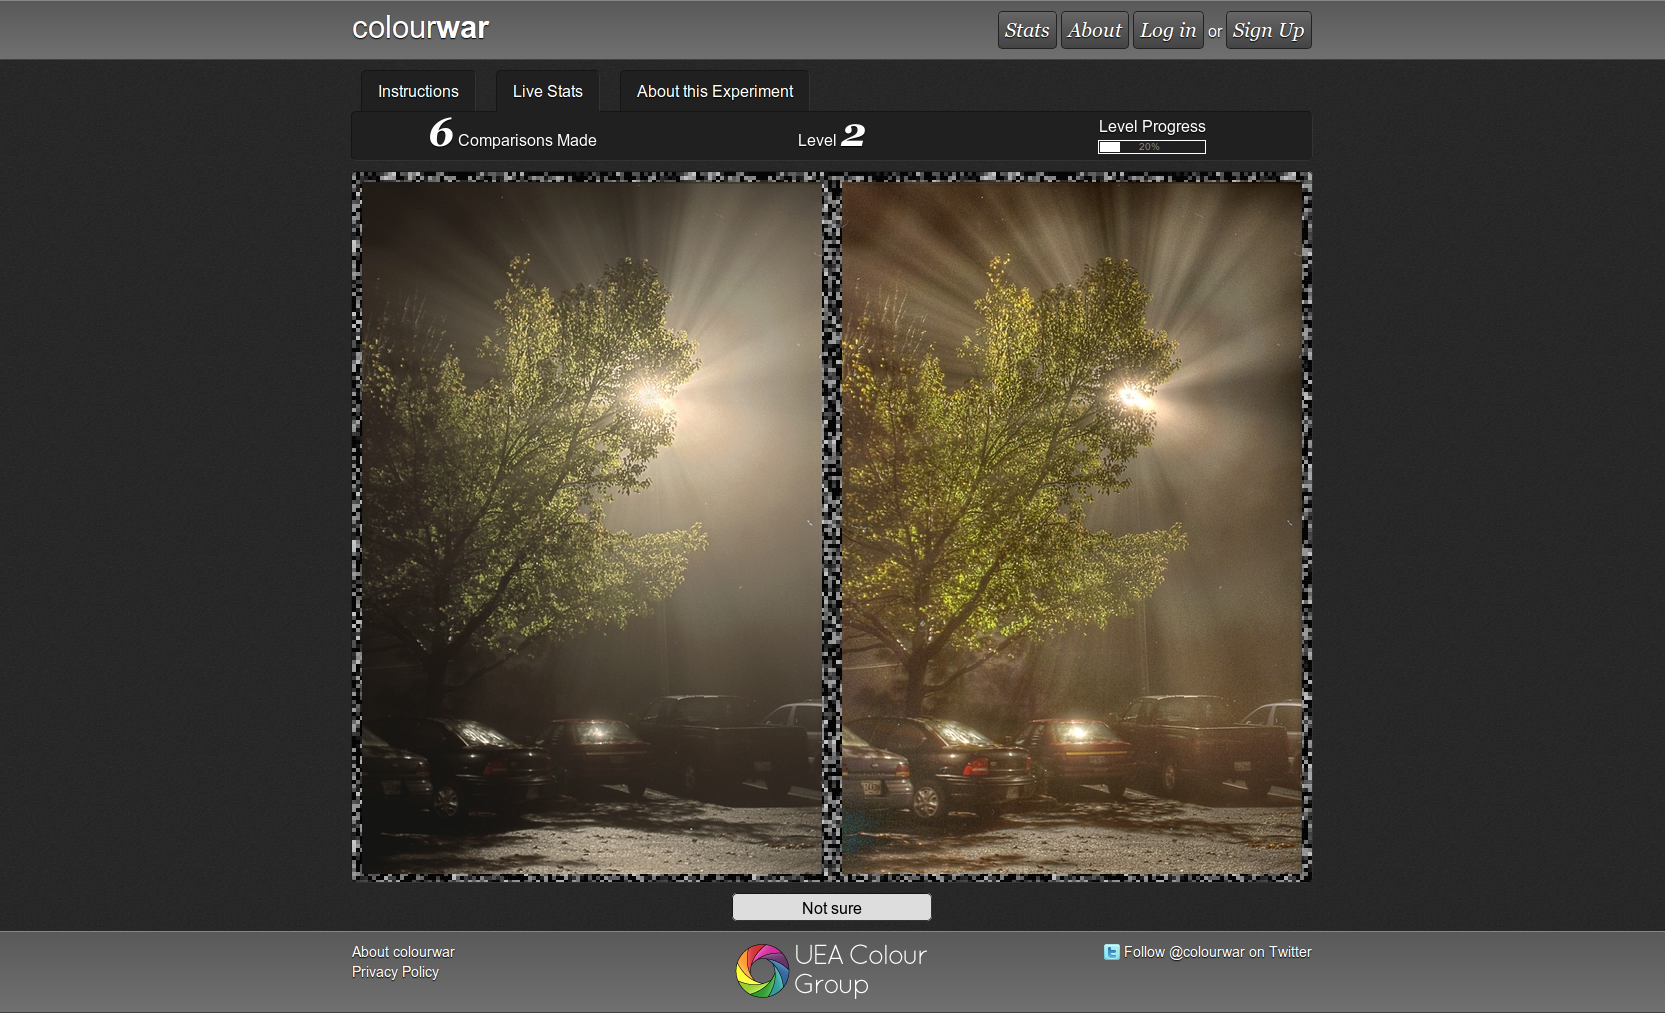 colourwar
Stats About Log in or Sign Up
Instructions Live Stats About this Experiment
6 Comparisons Made
Level 2
Level Progress
20%
Not sure
About colourwar
Privacy Policy
UEA Colour
Group
Follow @colourwar on Twitter